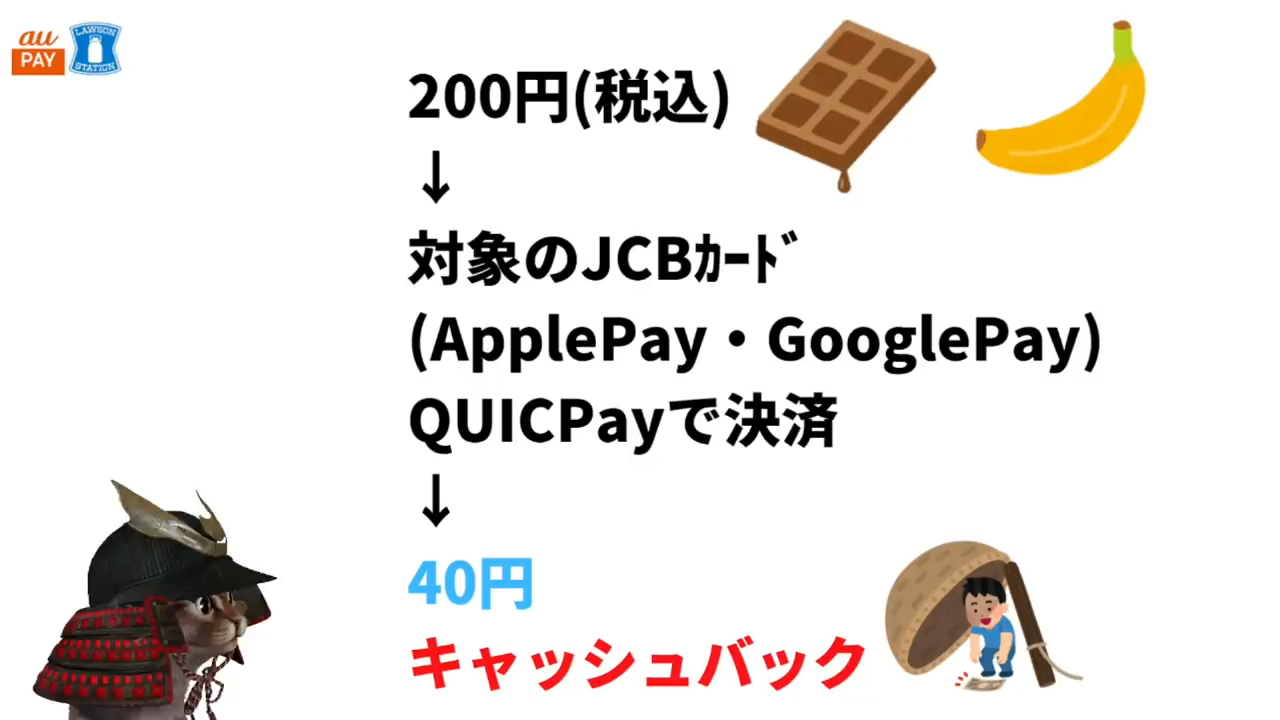 au
PAY
LAWSON
STATION
200円(税込)
↓
対象のJCBｶｰﾄﾞ
(ApplePay・GooglePay)
QUICPayで決済
↓
40円
キャッシュバック